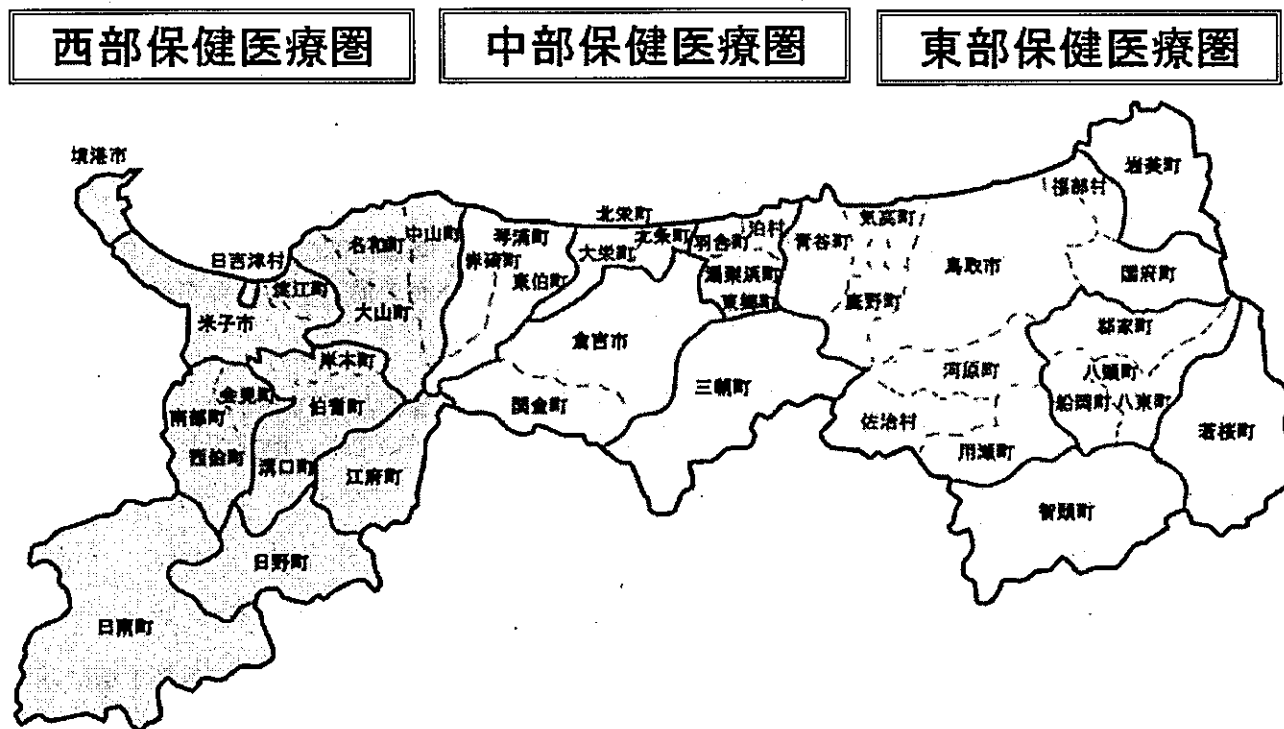 西部保健医療圏
中部保健医療圏
東部保健医療圏
境港市
岩美町
福部村
北栄町
泊村
気高町
名和町
中山町
琴浦町
北条町
羽合町
青谷町
赤碕町
大栄町
鳥取市
日吉津村
湯梨浜町
国府町
淀江町
東伯町
東郷町
鹿野町
大山町
米子市
郡家町
倉吉市
岸本町
河原町
八頭町
三朝町
会見町
伯耆町
関金町
船岡町
八東町
南部町
佐治村
若桜町
西伯町
溝口町
江府町
用瀬町
智頭町
日野町
日南町